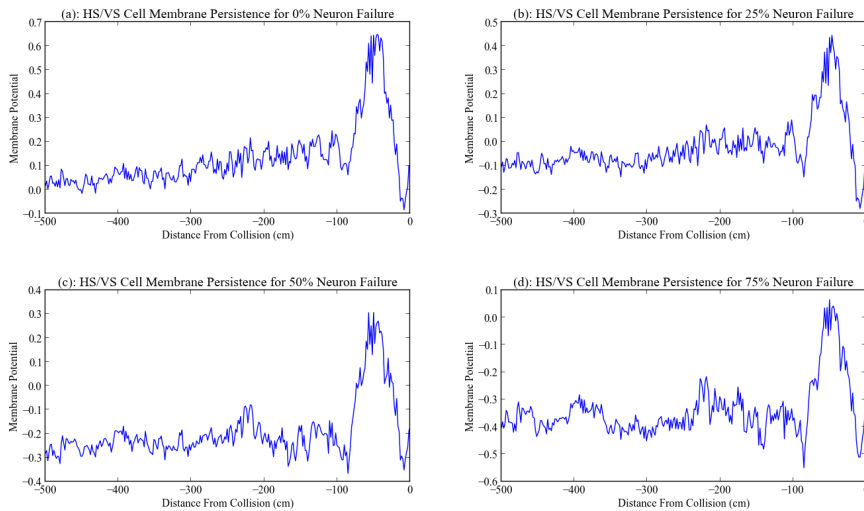 (a): HS/VS Cell Membrane Persistence for 0% Neuron Failure
0.7
0.6
0.5
0.4
0.3
0.2
0.1
0.0
−0.1
Membrane Potential
−500 −400 −300 −200 −100 0
Distance From Collision (cm)
(b): HS/VS Cell Membrane Persistence for 25% Neuron Failure
0.5
0.4
0.3
0.2
0.1
0.0
−0.1
−0.2
−0.3
Membrane Potential
−500 −400 −300 −200 −100 0
Distance From Collision (cm)
(c): HS/VS Cell Membrane Persistence for 50% Neuron Failure
0.4
0.3
0.2
0.1
0.0
−0.1
−0.2
−0.3
−0.4
Membrane Potential
−500 −400 −300 −200 −100 0
Distance From Collision (cm)
(d): HS/VS Cell Membrane Persistence for 75% Neuron Failure
0.1
0.0
−0.1
−0.2
−0.3
−0.4
−0.5
−0.6
Membrane Potential
−500 −400 −300 −200 −100 0
Distance From Collision (cm)